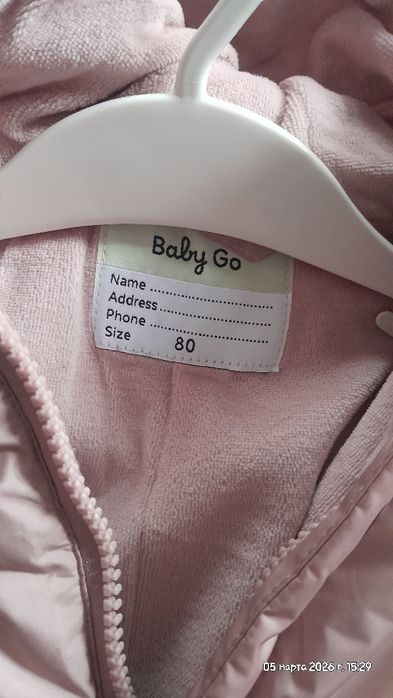 Baby Go
Name ................................
Address ............................
Phone ...............................
Size 80
05 марта 2026 г. 15:29